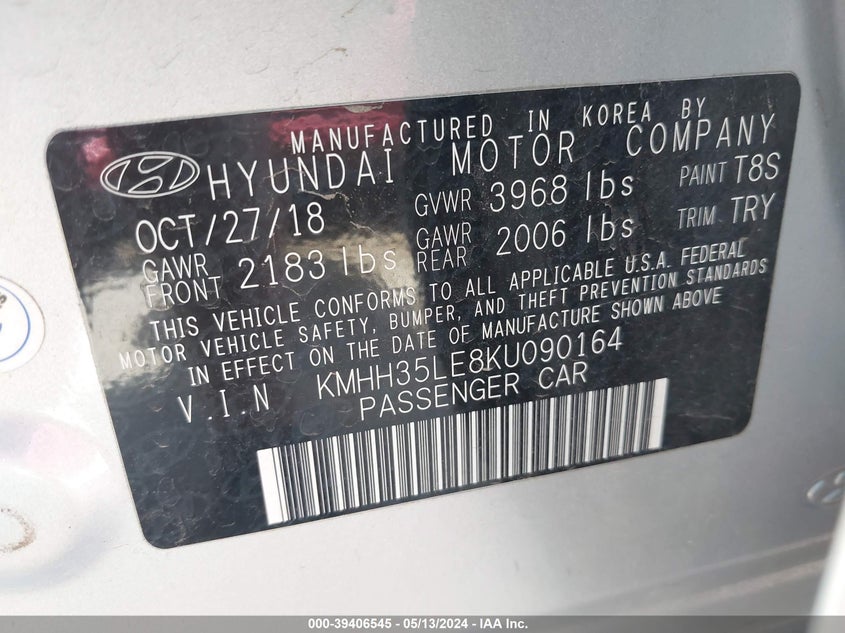 MANUFACTURED IN KOREA BY
HYUNDAI MOTOR COMPANY
OCT/27/18 GVWR 3968 lbs PAINT T8S
GAWR FRONT 2183 lbs GAWR REAR 2006 lbs TRIM TRY
THIS VEHICLE CONFORMS TO ALL APPLICABLE U.S.A. FEDERAL
MOTOR VEHICLE SAFETY, BUMPER, AND THEFT PREVENTION STANDARDS
IN EFFECT ON THE DATE OF MANUFACTURE SHOWN ABOVE
V.I.N KMHH35LE8KU090164
PASSENGER CAR
000-39406545 - 05/13/2024 - IAA Inc.